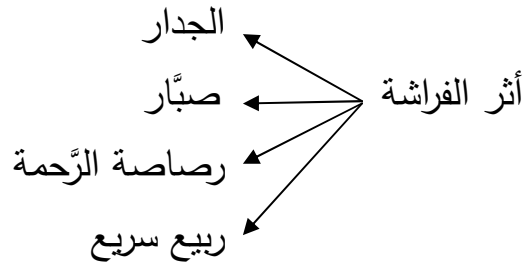 أثر الفراشة
الجدار
صبَّار
رصاصة الرَّحمة
ربيع سريع